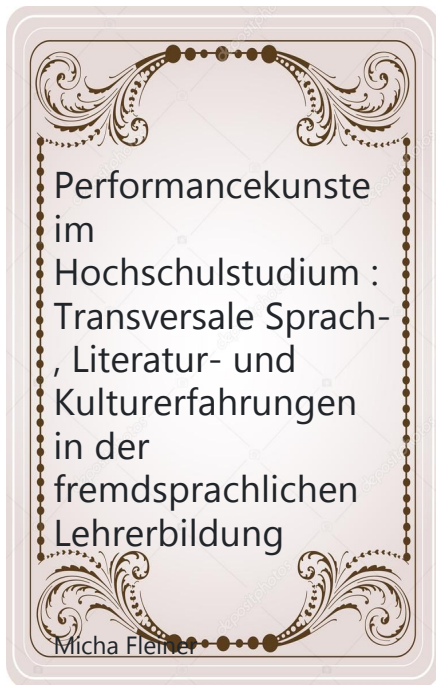 Performancekunste
im
Hochschulstudium :
Transversale Sprach-
, Literatur- und
Kulturerfahrungen
in der
fremdsprachlichen
Lehrerbildung
Micha Fleiner